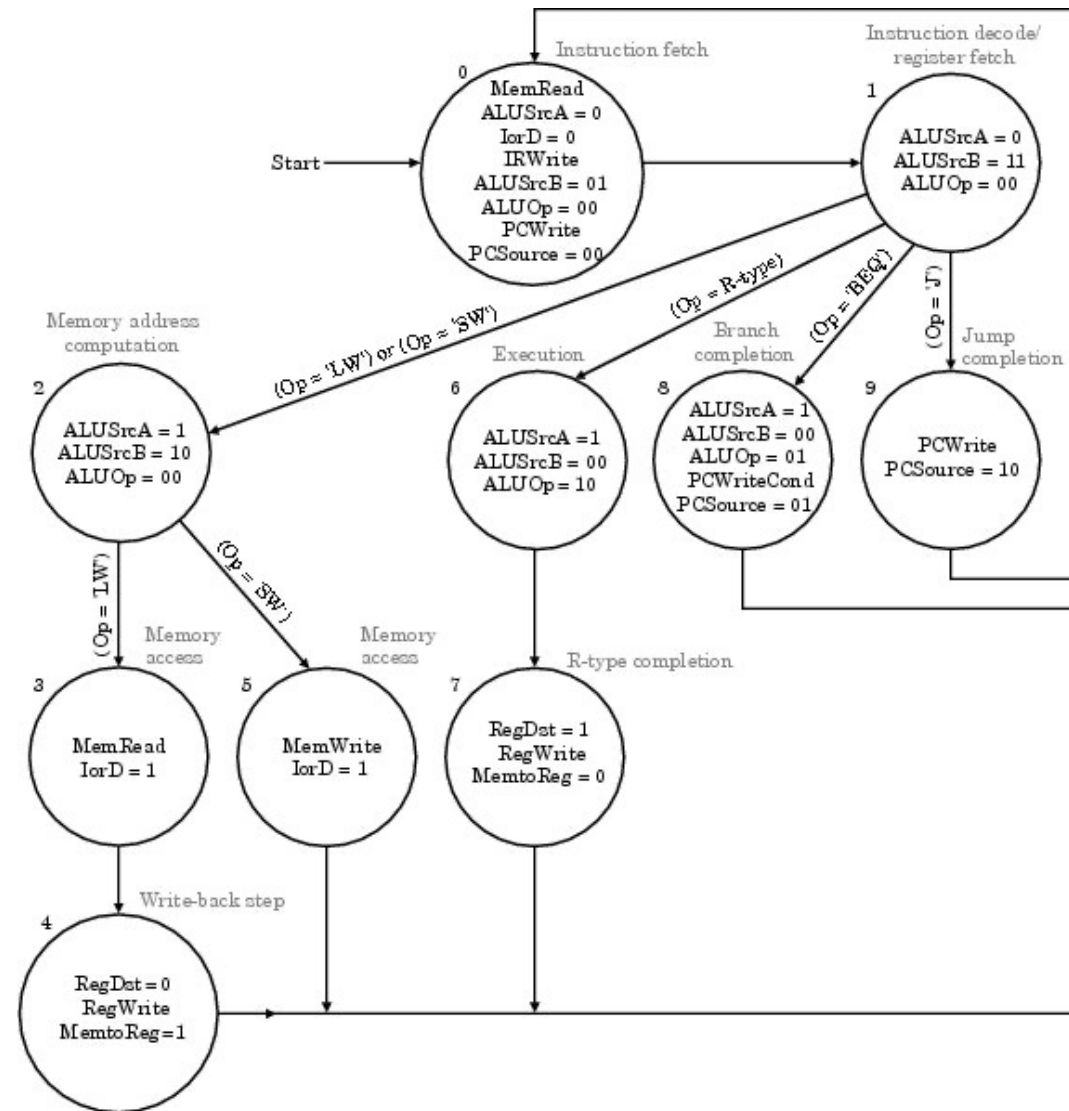 Instruction fetch
0
MemRead
ALUSrcA = 0
IorD = 0
IRWrite
ALUSrcB = 01
ALUOp = 00
PCWrite
PCSource = 00
Start
Instruction decode/
register fetch
1
ALUSrcA = 0
ALUSrcB = 11
ALUOp = 00
(Op = 'LW') or (Op = 'SW')
(Op = R-type)
(Op = 'BEQ')
(Op = 'J')
Memory address
computation
2
ALUSrcA = 1
ALUSrcB = 10
ALUOp = 00
Execution
6
ALUSrcA =1
ALUSrcB = 00
ALUOp= 10
Branch
completion
8
ALUSrcA = 1
ALUSrcB = 00
ALUOp = 01
PCWriteCond
PCSource = 01
Jump
completion
9
PCWrite
PCSource = 10
(Op = 'LW')
(Op = 'SW')
Memory
access
3
MemRead
IorD = 1
Memory
access
5
MemWrite
IorD = 1
R-type completion
7
RegDst = 1
RegWrite
MemtoReg = 0
Write-back step
4
RegDst = 0
RegWrite
MemtoReg=1